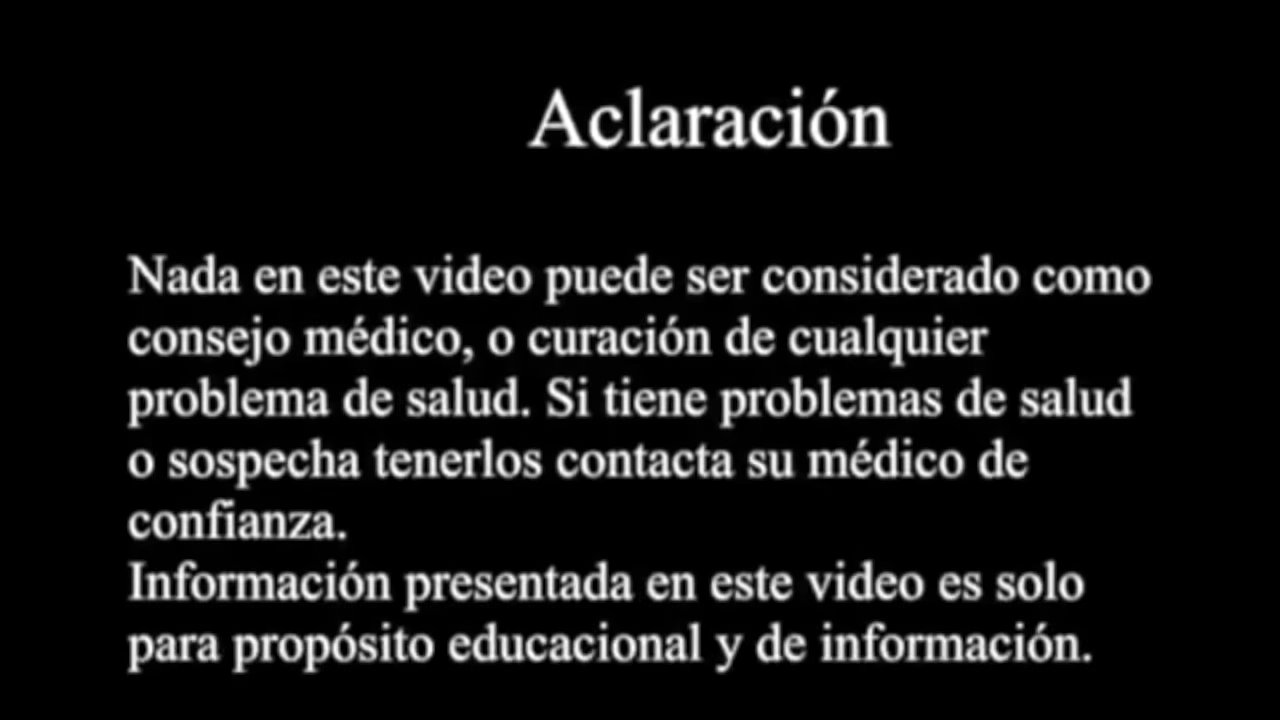 Aclaración
Nada en este video puede ser considerado como
consejo médico, o curación de cualquier
problema de salud. Si tiene problemas de salud
o sospecha tenerlos contacta su médico de
confianza.
Información presentada en este video es solo
para propósito educacional y de información.